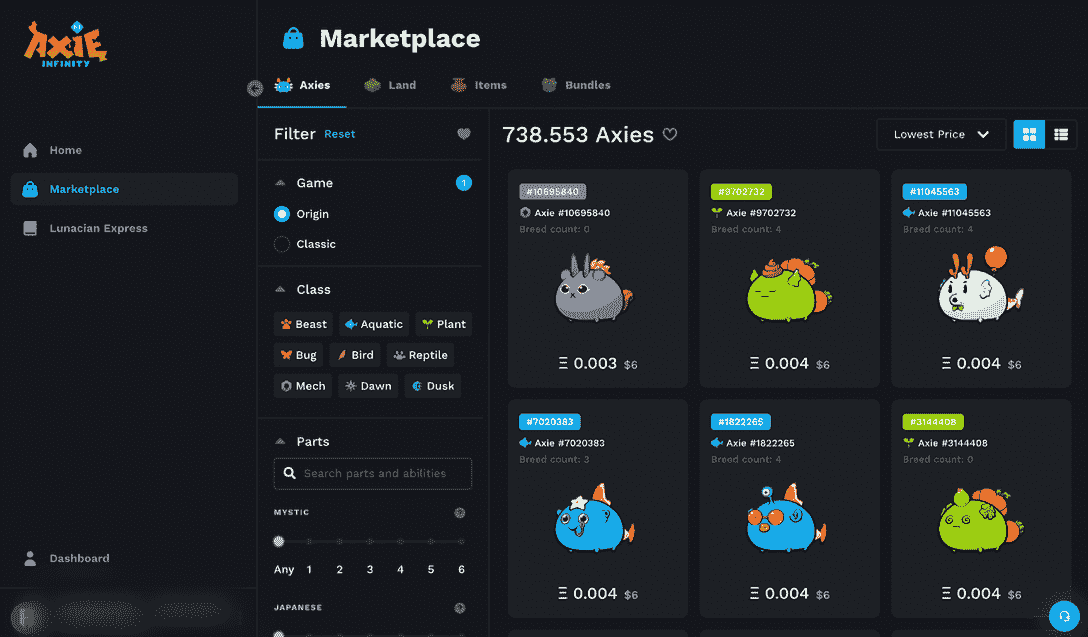 AXIE
INFINITY
Home
Marketplace
Lunacian Express
Dashboard
Marketplace
Axies
Land
Items
Bundles
Filter
Reset
Game
1
Origin
Classic
Class
Beast
Aquatic
Plant
Bug
Bird
Reptile
Mech
Dawn
Dusk
Parts
Search parts and abilities
MYSTIC
Any 1 2 3 4 5 6
JAPANESE
738.553 Axies
Lowest Price
#10695840
Axie #10695840
Breed count: 0
Ξ 0.003 $6
#9702732
Axie #9702732
Breed count: 4
Ξ 0.004 $6
#11045563
Axie #11045563
Breed count: 4
Ξ 0.004 $6
#7020383
Axie #7020383
Breed count: 3
Ξ 0.004 $6
#1822265
Axie #1822265
Breed count: 4
Ξ 0.004 $6
#3144408
Axie #3144408
Breed count: 0
Ξ 0.004 $6